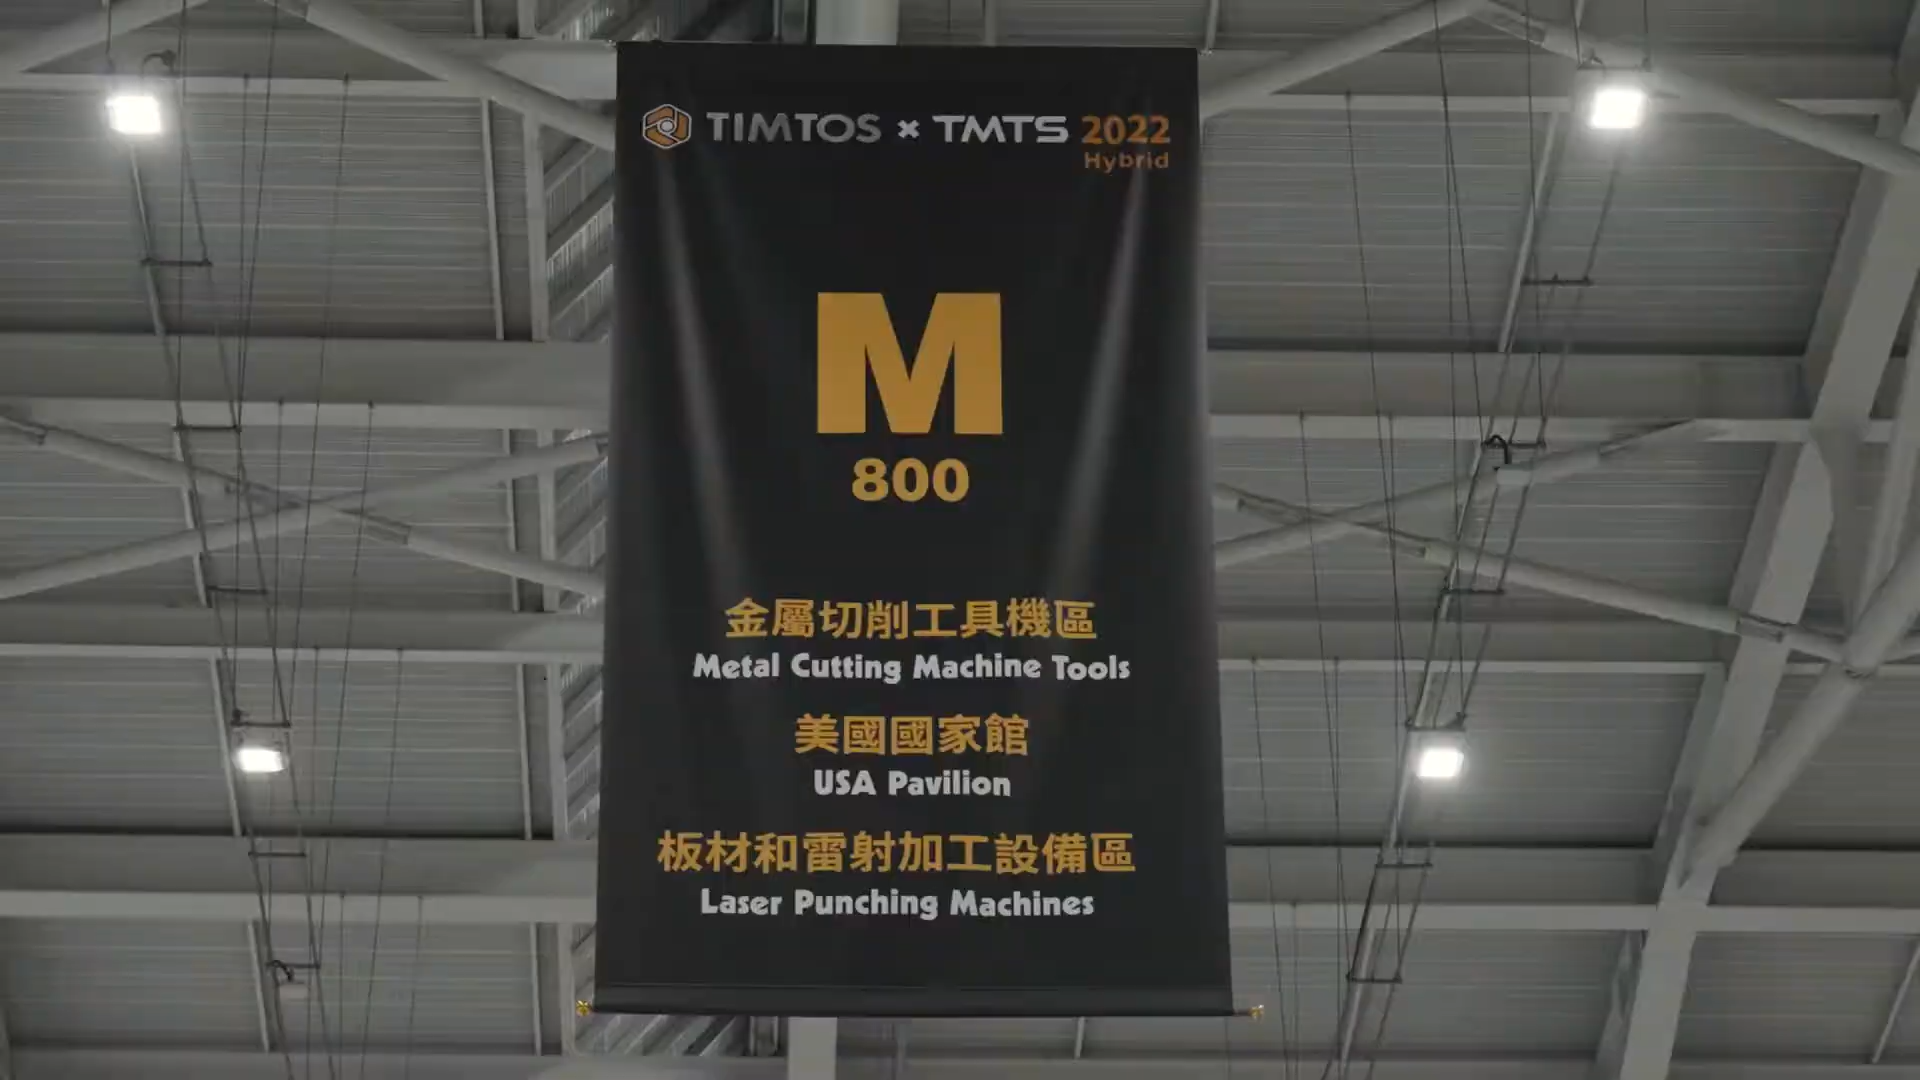 TIMTOS × TMTS 2022
Hybrid
M
800
金屬切削工具機區
Metal Cutting Machine Tools
美國國家館
USA Pavilion
板材和雷射加工設備區
Laser Punching Machines